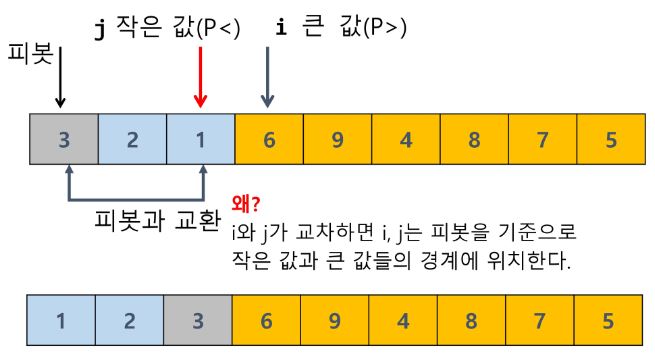 j 작은 값(P<)
i 큰 값(P>)
피봇
3 2 1 6 9 4 8 7 5
피봇과 교환
왜?
i와 j가 교차하면 i, j는 피봇을 기준으로
작은 값과 큰 값들의 경계에 위치한다.
1 2 3 6 9 4 8 7 5